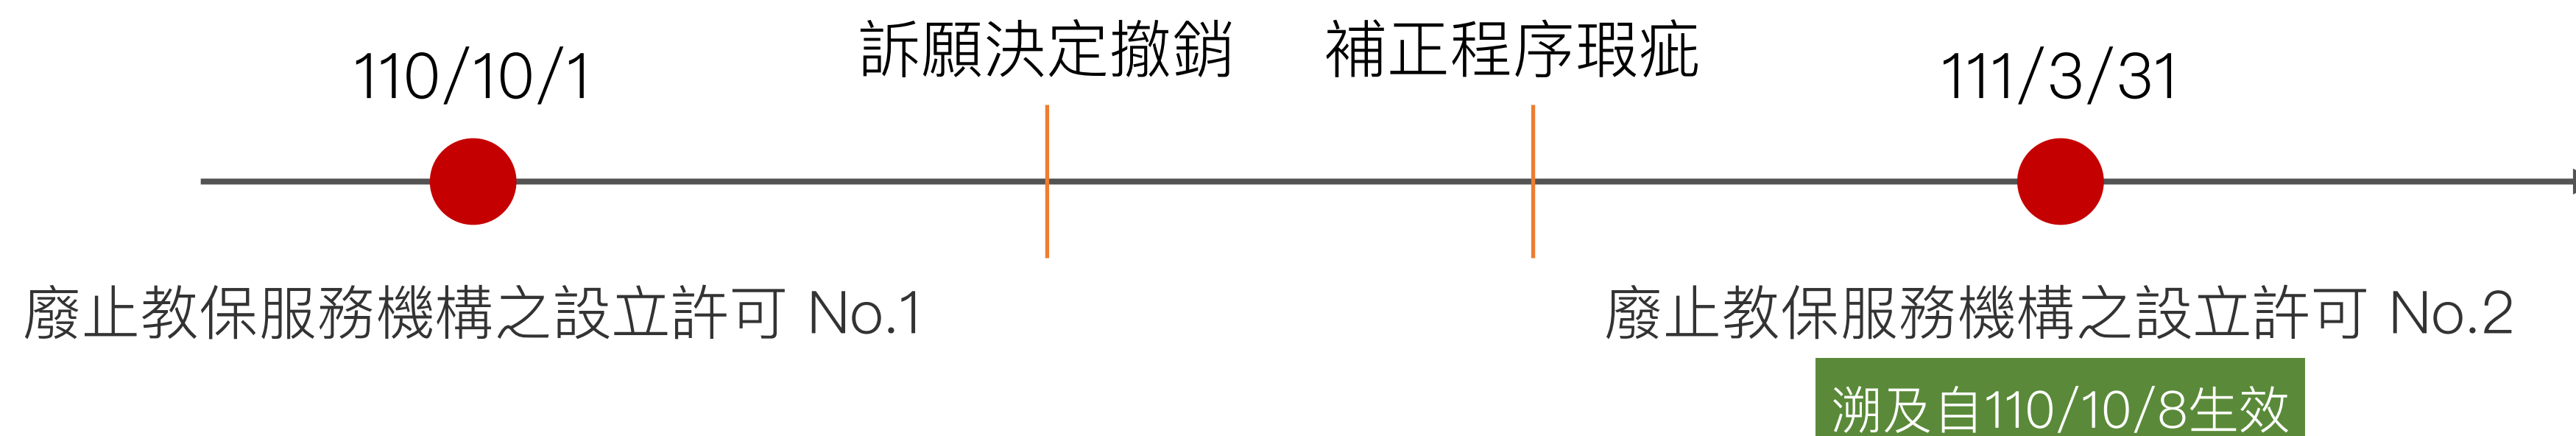 110/10/1
訴願決定撤銷
補正程序瑕疵
111/3/31
廢止教保服務機構之設立許可 No.1
廢止教保服務機構之設立許可 No.2
溯及自110/10/8生效